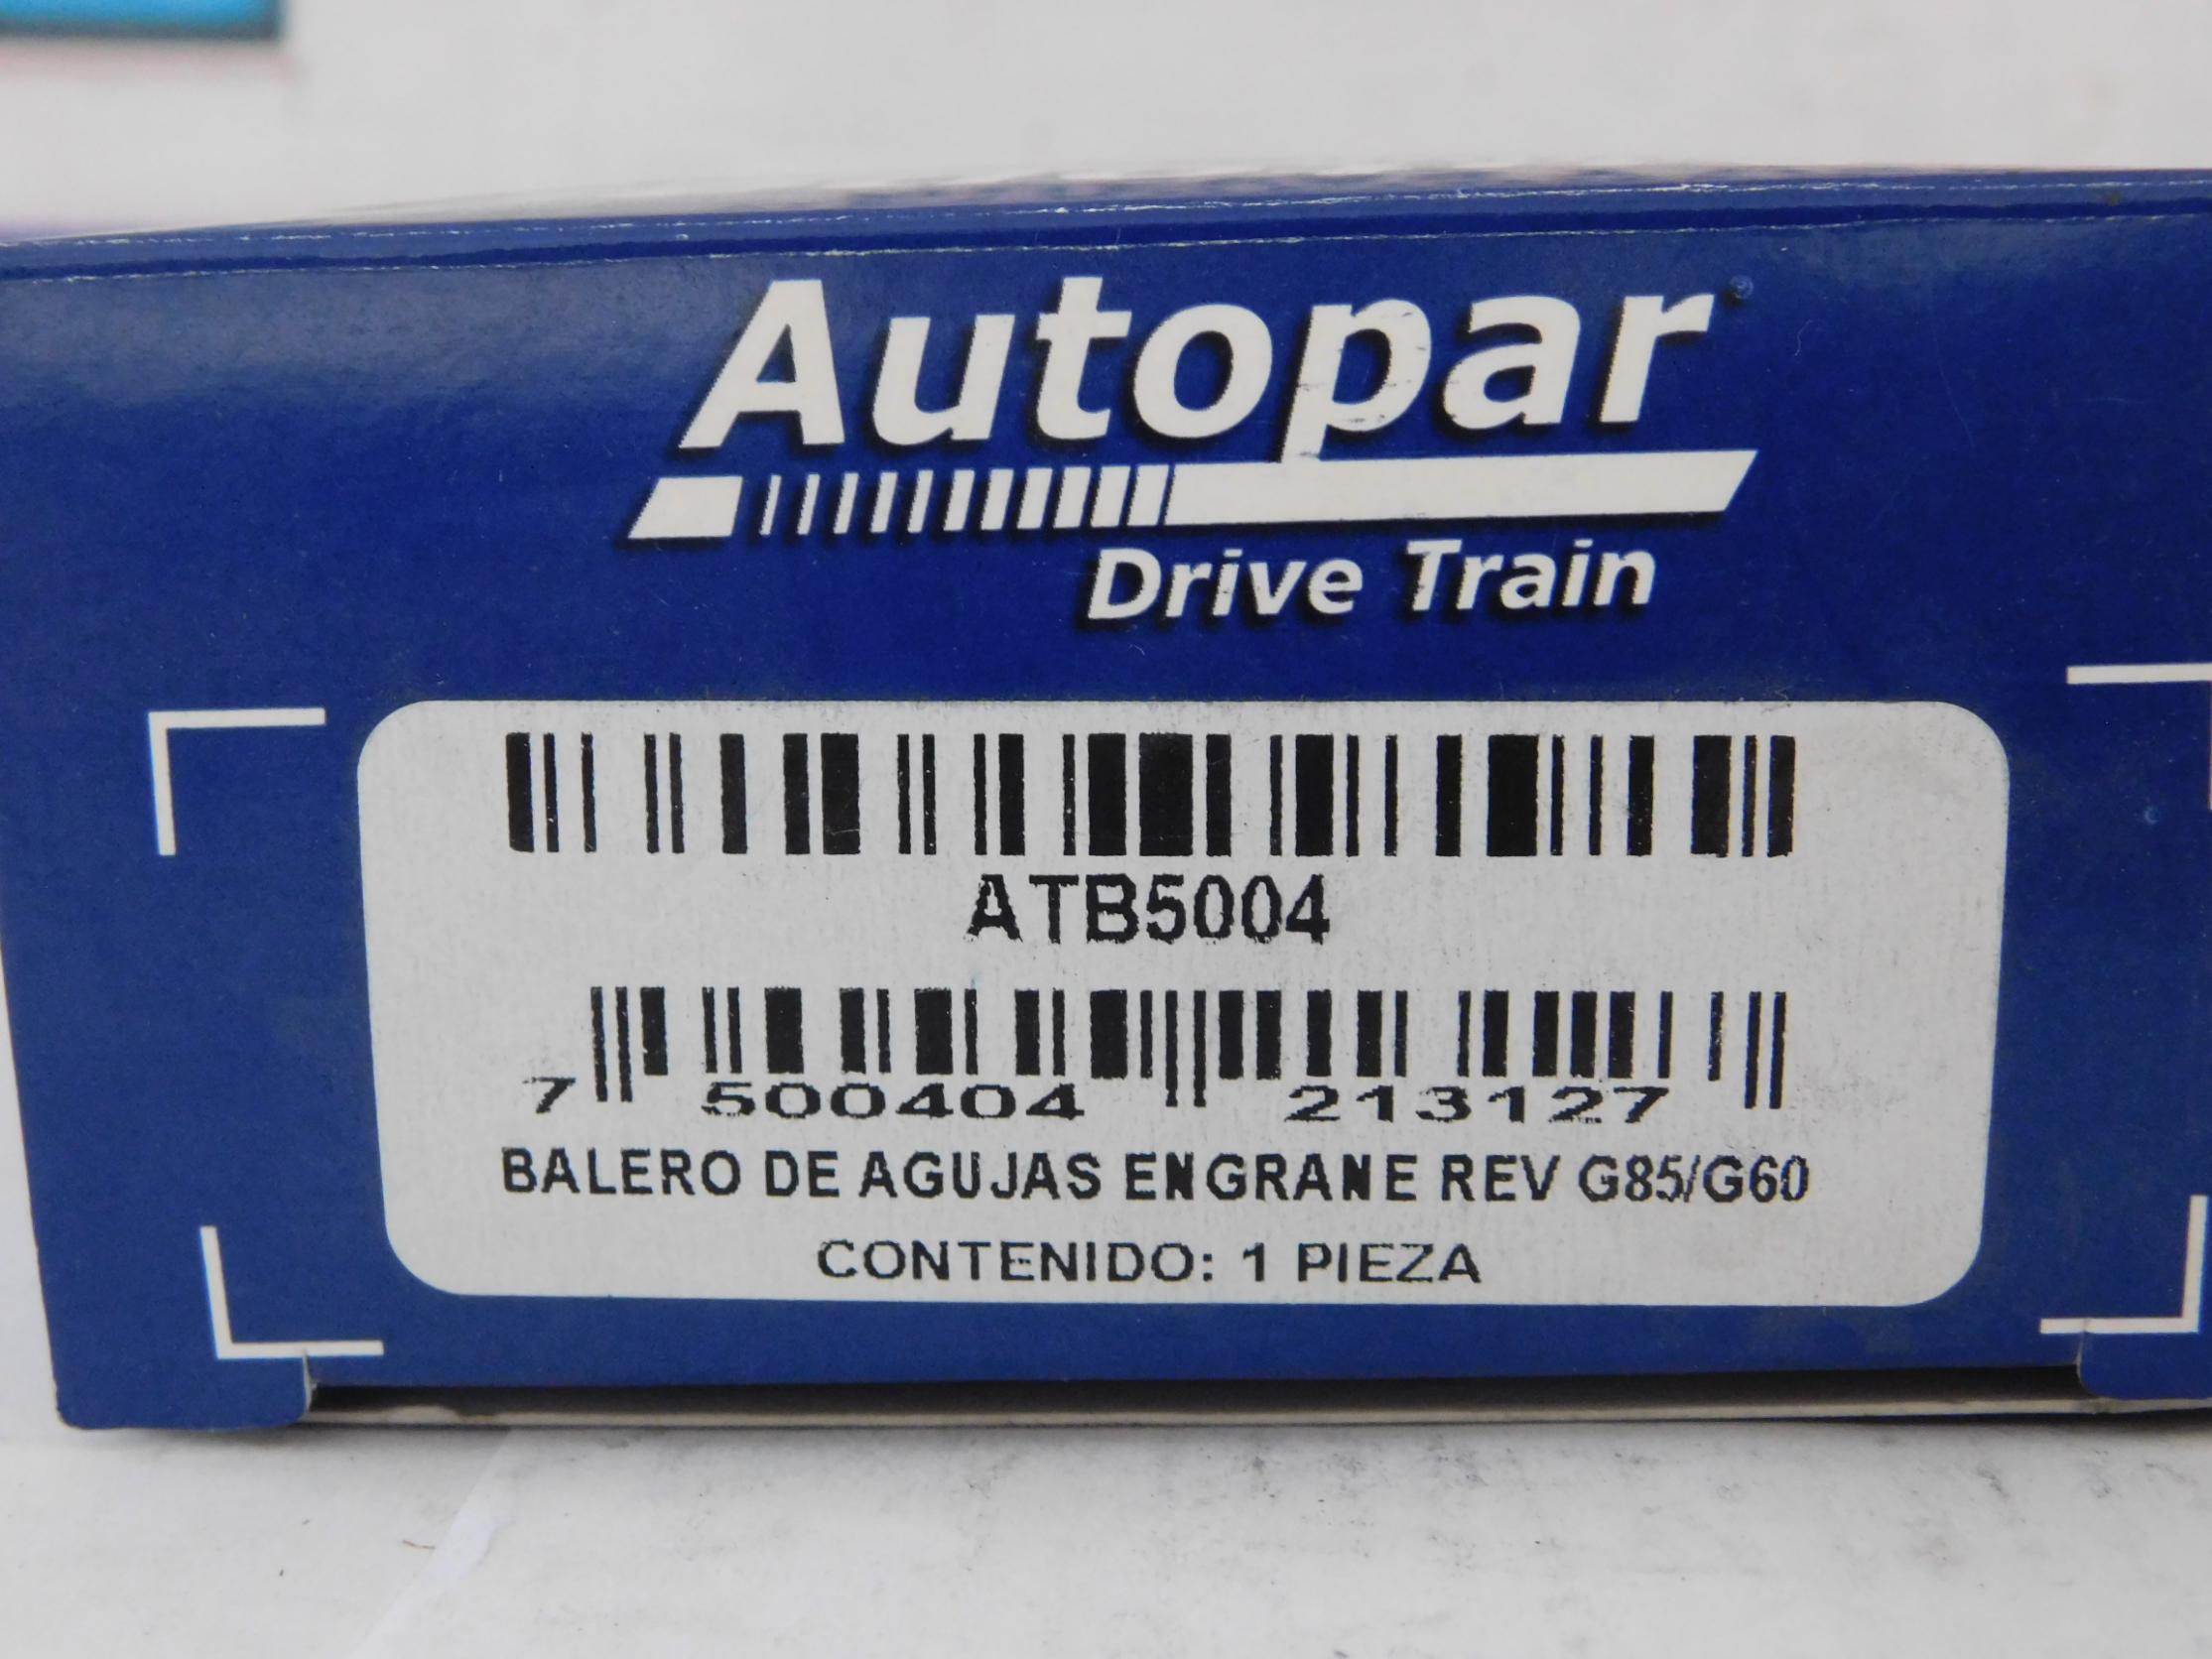 Autopar
Drive Train
ATB5004
7 500404 213127
BALERO DE AGUJAS ENGRANE REV G85/G60
CONTENIDO: 1 PIEZA